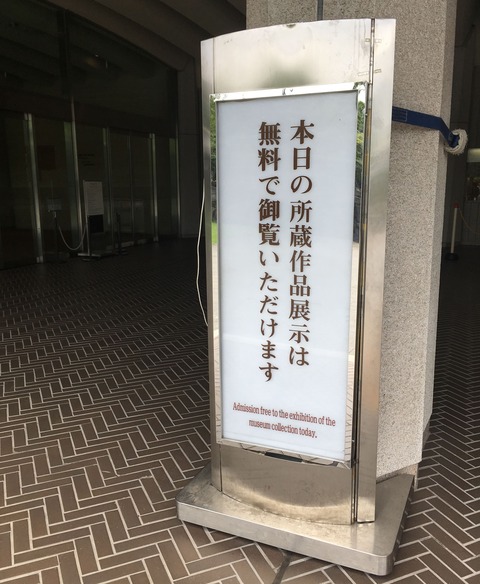 本日の所蔵作品展示は
無料で御覧いただけます
Admission free to the exhibition of the
museum collection today.